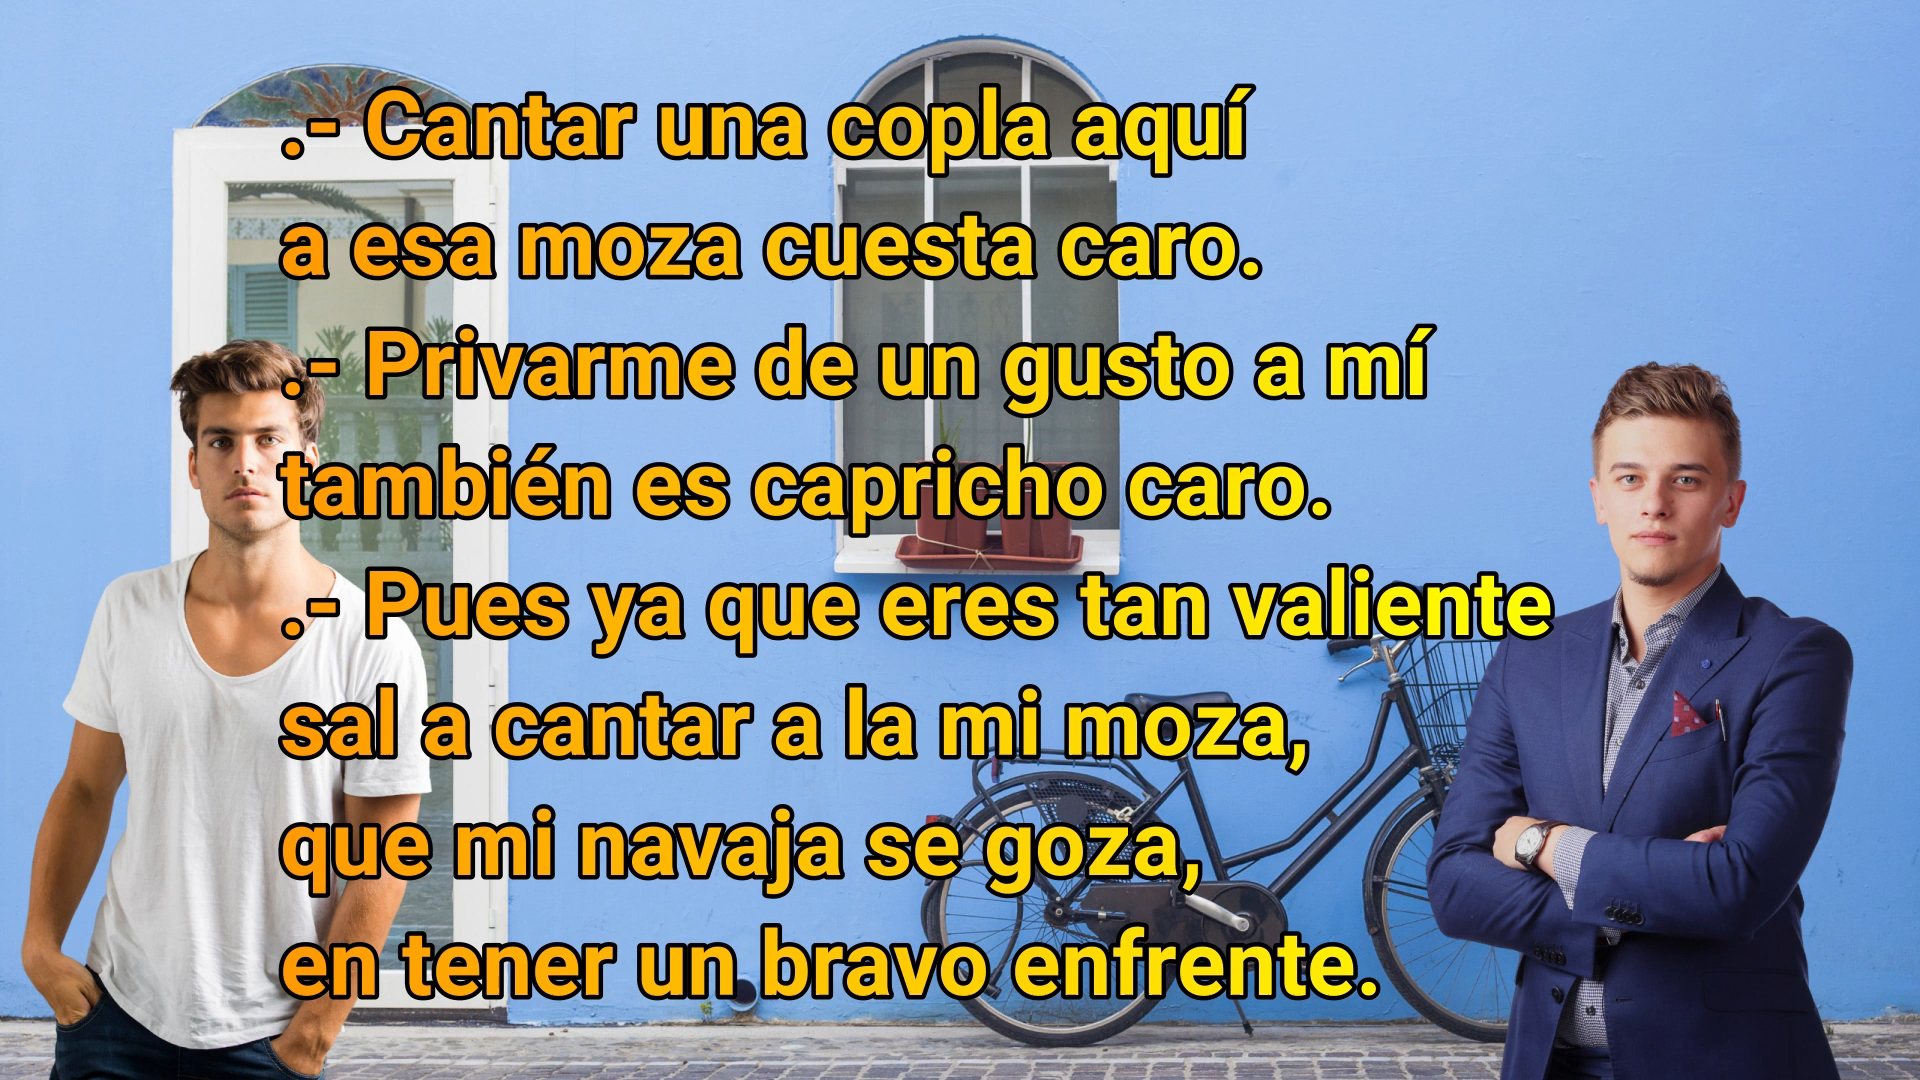 .- Cantar una copla aquí
a esa moza cuesta caro.
.- Privarme de un gusto a mí
también es capricho caro.
.- Pues ya que eres tan valiente
sal a cantar a la mi moza,
que mi navaja se goza,
en tener un bravo enfrente.